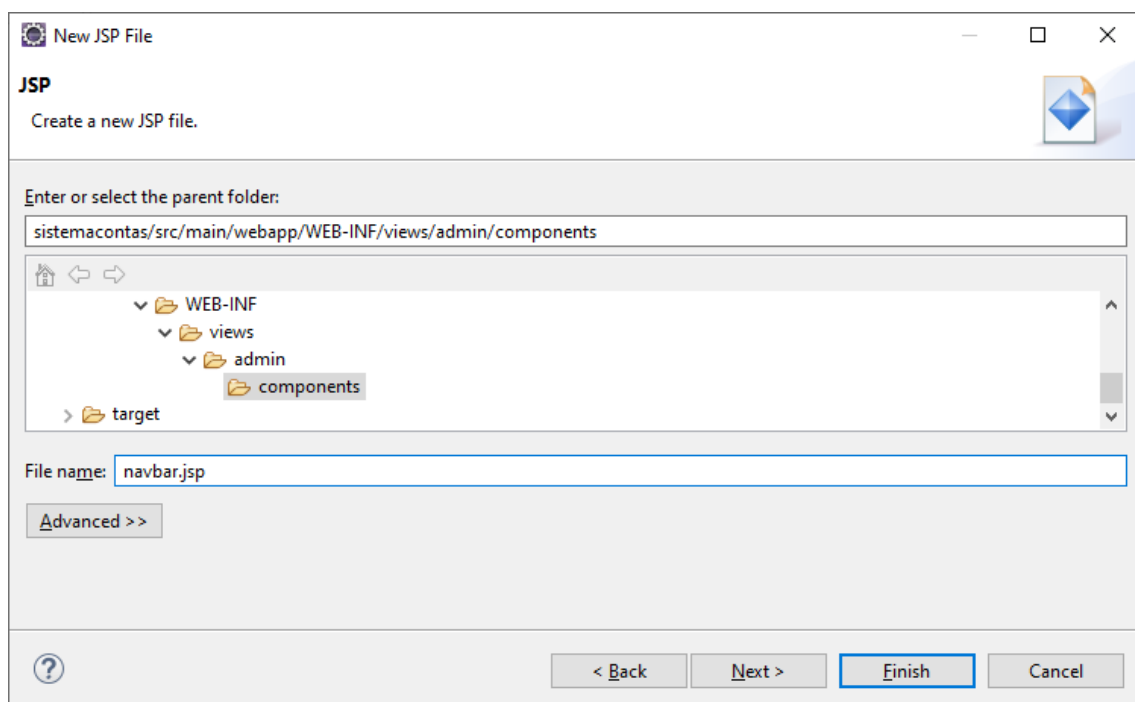 New JSP File
JSP
Create a new JSP file.
Enter or select the parent folder:
sistemacontas/src/main/webapp/WEB-INF/views/admin/components
WEB-INF
views
admin
components
target
File name: navbar.jsp
Advanced >>
< Back Next > Finish Cancel